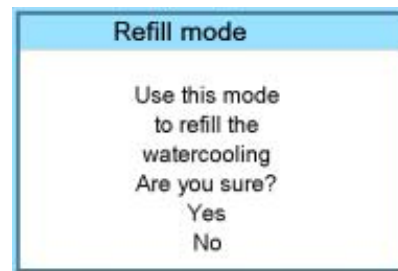 Refill mode
Use this mode
to refill the
watercooling
Are you sure?
Yes
No